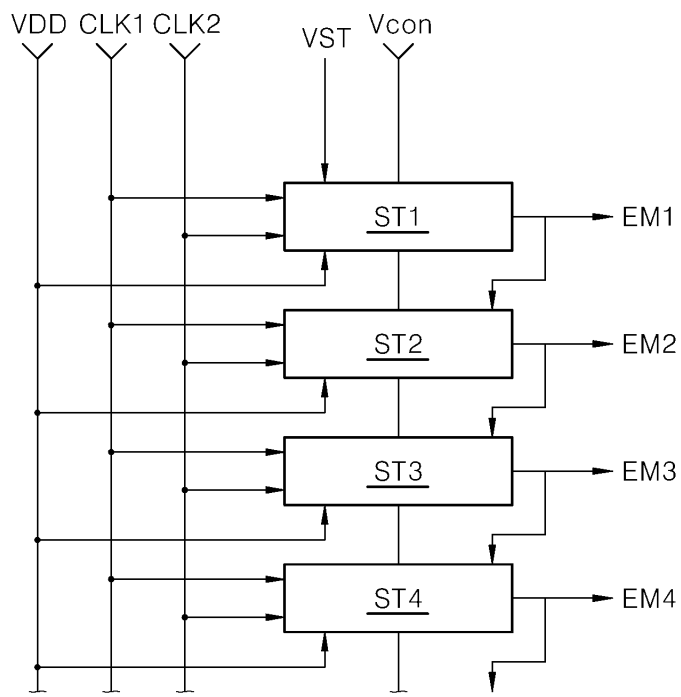 VDD CLK1 CLK2 VST Vcon
ST1 EM1
ST2 EM2
ST3 EM3
ST4 EM4